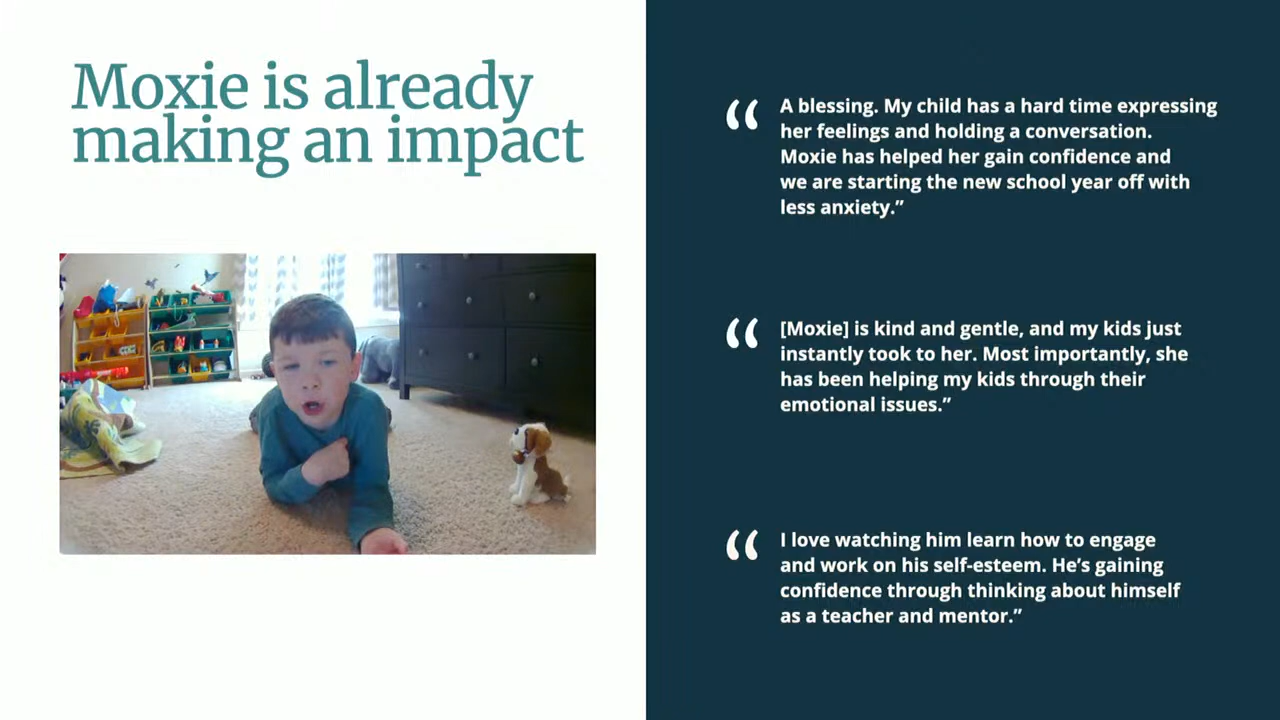 Moxie is already
making an impact
“ A blessing. My child has a hard time expressing
her feelings and holding a conversation.
Moxie has helped her gain confidence and
we are starting the new school year off with
less anxiety.”
“ [Moxie] is kind and gentle, and my kids just
instantly took to her. Most importantly, she
has been helping my kids through their
emotional issues.”
“ I love watching him learn how to engage
and work on his self-esteem. He’s gaining
confidence through thinking about himself
as a teacher and mentor.”